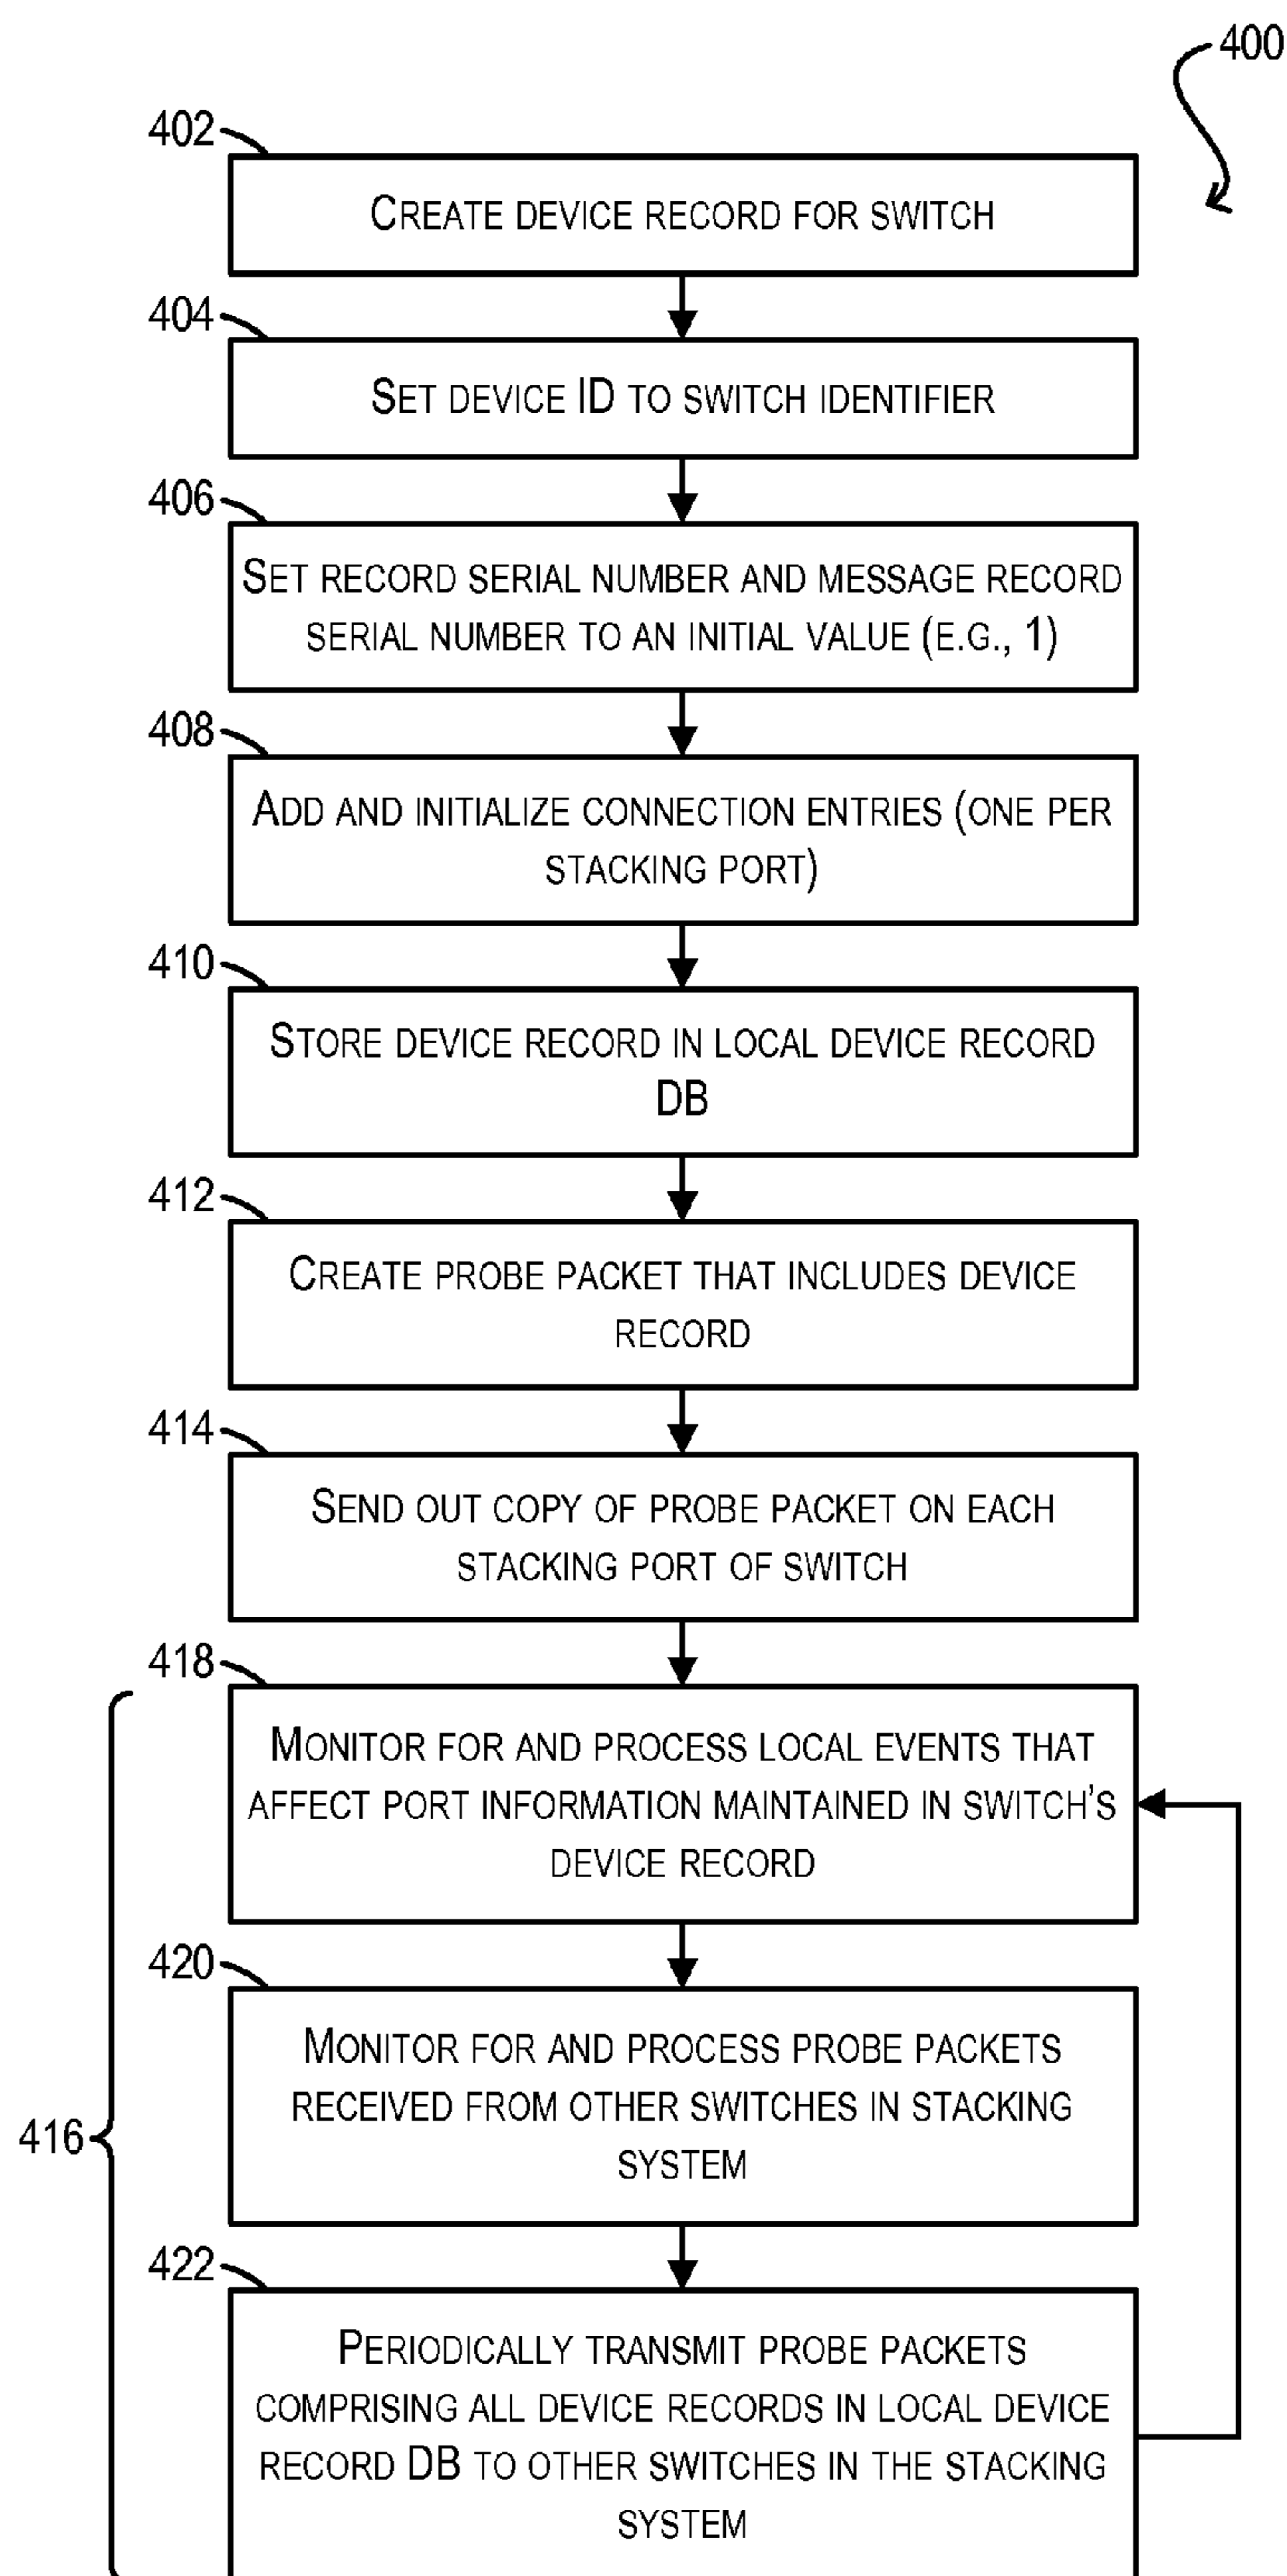 400
402
CREATE DEVICE RECORD FOR SWITCH
404
SET DEVICE ID TO SWITCH IDENTIFIER
406
SET RECORD SERIAL NUMBER AND MESSAGE RECORD
SERIAL NUMBER TO AN INITIAL VALUE (E.G., 1)
408
ADD AND INITIALIZE CONNECTION ENTRIES (ONE PER
STACKING PORT)
410
STORE DEVICE RECORD IN LOCAL DEVICE RECORD
DB
412
CREATE PROBE PACKET THAT INCLUDES DEVICE
RECORD
414
SEND OUT COPY OF PROBE PACKET ON EACH
STACKING PORT OF SWITCH
416
418
MONITOR FOR AND PROCESS LOCAL EVENTS THAT
AFFECT PORT INFORMATION MAINTAINED IN SWITCH'S
DEVICE RECORD
420
MONITOR FOR AND PROCESS PROBE PACKETS
RECEIVED FROM OTHER SWITCHES IN STACKING
SYSTEM
422
PERIODICALLY TRANSMIT PROBE PACKETS
COMPRISING ALL DEVICE RECORDS IN LOCAL DEVICE
RECORD DB TO OTHER SWITCHES IN THE STACKING
SYSTEM